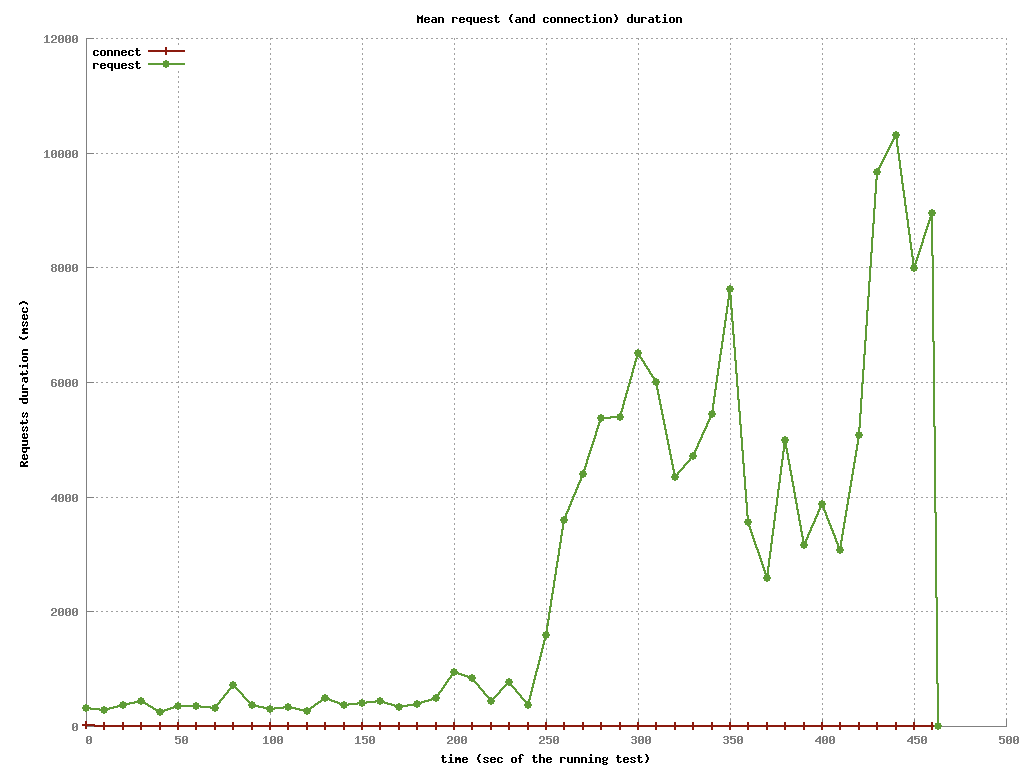 Mean request (and connection) duration
12000
connect
request
10000
8000
6000
4000
2000
0
Requests duration (msec)
0 50 100 150 200 250 300 350 400 450 500
time (sec of the running test)